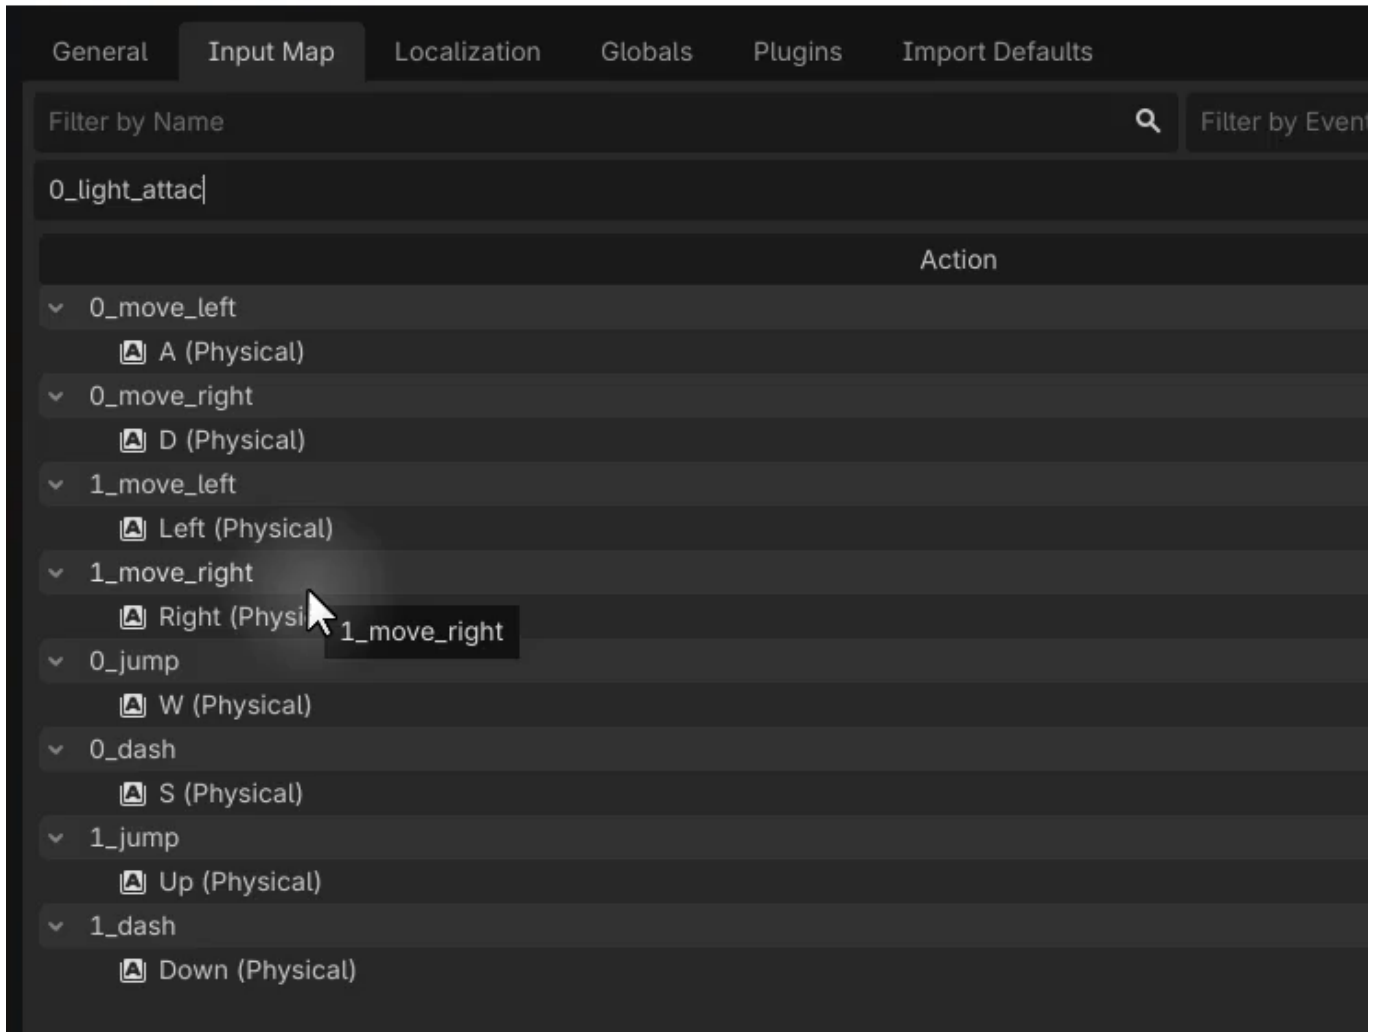 General Input Map Localization Globals Plugins Import Defaults
Filter by Name Filter by Event
0_light_attac
Action
0_move_left
A (Physical)
0_move_right
D (Physical)
1_move_left
Left (Physical)
1_move_right
Right (Physi
1_move_right
0_jump
W (Physical)
0_dash
S (Physical)
1_jump
Up (Physical)
1_dash
Down (Physical)